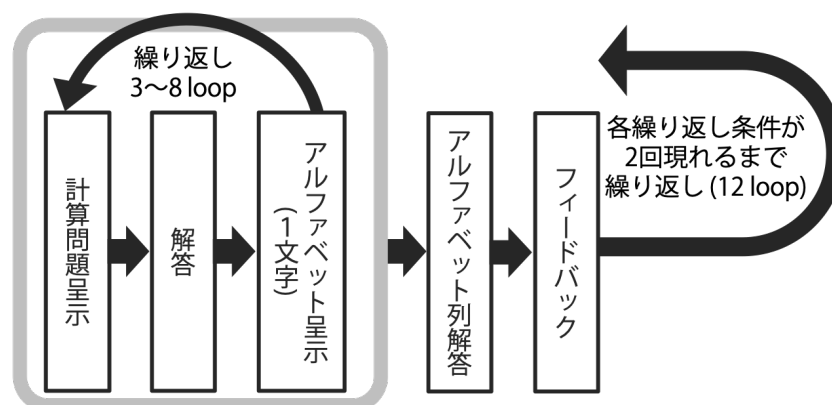 繰り返し
3〜8 loop
計算問題呈示
解答
アルファベット呈示
(1文字)
アルファベット列解答
フィードバック
各繰り返し条件が
2回現れるまで
繰り返し (12 loop)